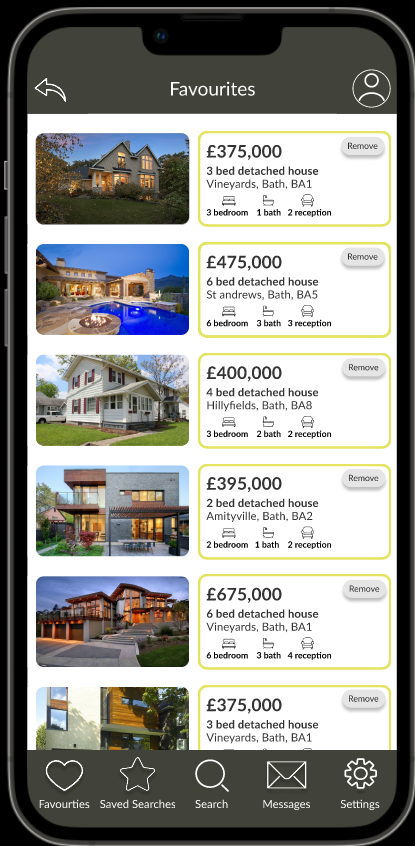 Favourites
£375,000
Remove
3 bed detached house
Vineyards, Bath, BA1
3 bedroom 1 bath 2 reception
£475,000
Remove
6 bed detached house
St andrews, Bath, BA5
6 bedroom 3 bath 3 reception
£400,000
Remove
4 bed detached house
Hillyfields, Bath, BA8
3 bedroom 2 bath 2 reception
£395,000
Remove
2 bed detached house
Amityville, Bath, BA2
2 bedroom 1 bath 2 reception
£675,000
Remove
6 bed detached house
Vineyards, Bath, BA1
6 bedroom 3 bath 4 reception
£375,000
Remove
3 bed detached house
Vineyards, Bath, BA1
Favourties Saved Searches Search Messages Settings